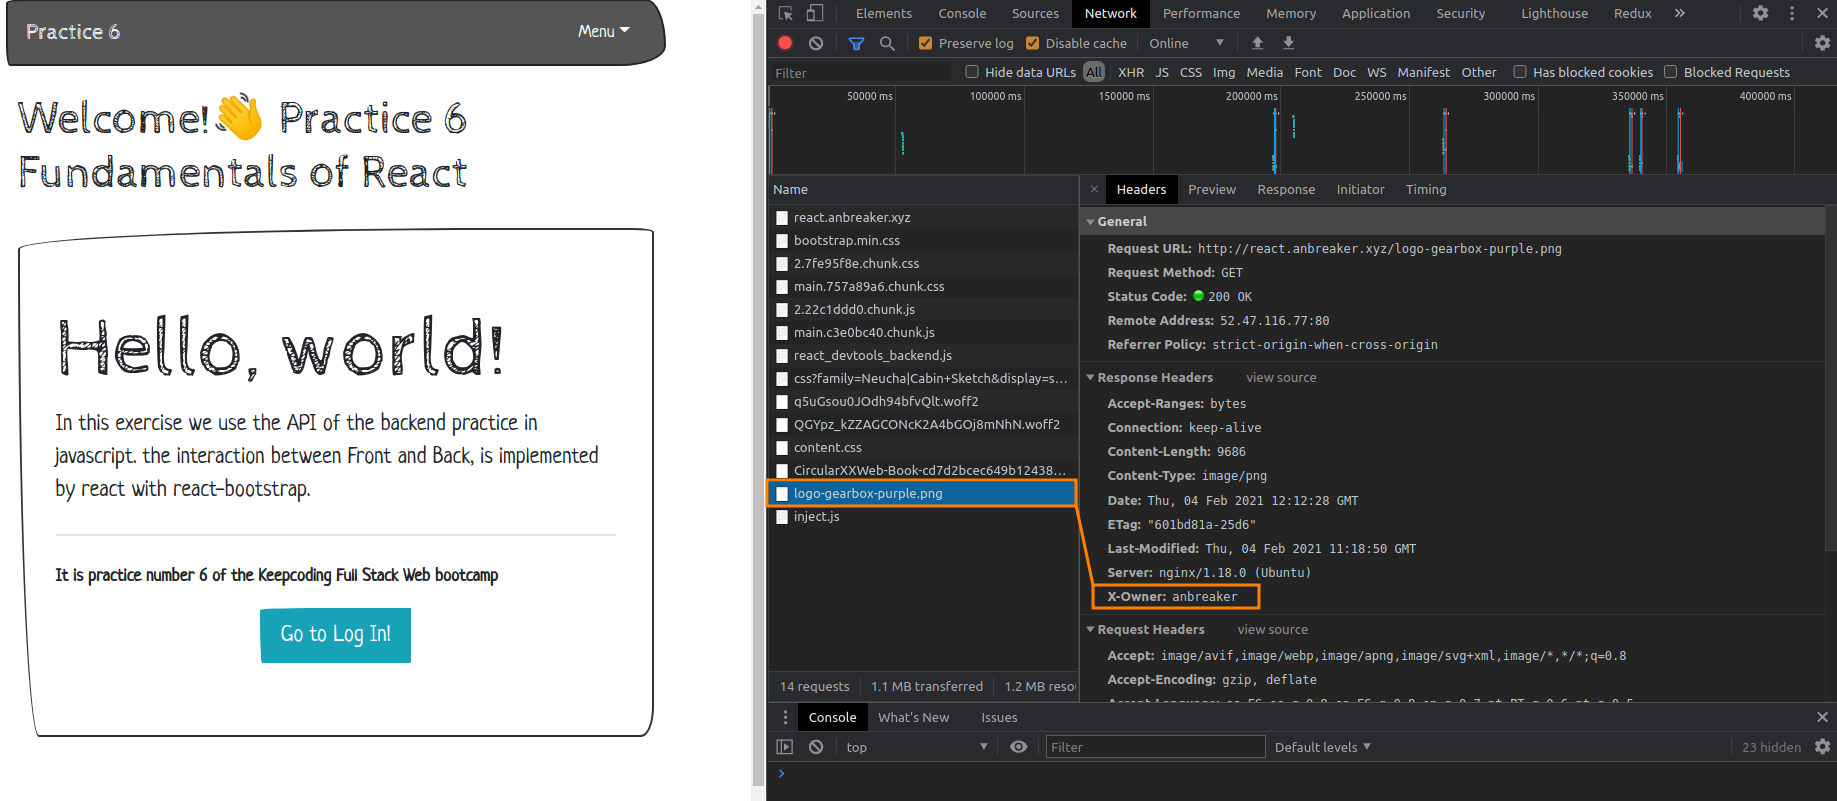 Practice 6
Menu
Welcome!👋 Practice 6
Fundamentals of React
Hello, world!
In this exercise we use the API of the backend practice in
javascript. the interaction between Front and Back, is implemented
by react with react-bootstrap.
It is practice number 6 of the Keepcoding Full Stack Web bootcamp
Go to Log In!
Elements Console Sources Network Performance Memory Application Security Lighthouse Redux »
Preserve log Disable cache Online
Filter Hide data URLs All XHR JS CSS Img Media Font Doc WS Manifest Other Has blocked cookies Blocked Requests
50000 ms 100000 ms 150000 ms 200000 ms 250000 ms 300000 ms 350000 ms 400000 ms
Name
react.anbreaker.xyz
bootstrap.min.css
2.7fe95f8e.chunk.css
main.757a89a6.chunk.css
2.22c1ddd0.chunk.js
main.c3e0bc40.chunk.js
react_devtools_backend.js
css?family=Neucha|Cabin+Sketch&display=s...
q5uGsou0JOdh94bfvQlt.woff2
QGYpz_kZZAGCONcK2A4bGOj8mNhN.woff2
content.css
CircularXXWeb-Book-cd7d2bcec649b12438...
logo-gearbox-purple.png
inject.js
14 requests 1.1 MB transferred 1.2 MB resou
Headers Preview Response Initiator Timing
General
Request URL: http://react.anbreaker.xyz/logo-gearbox-purple.png
Request Method: GET
Status Code: 200 OK
Remote Address: 52.47.116.77:80
Referrer Policy: strict-origin-when-cross-origin
Response Headers view source
Accept-Ranges: bytes
Connection: keep-alive
Content-Length: 9686
Content-Type: image/png
Date: Thu, 04 Feb 2021 12:12:28 GMT
ETag: "601bd81a-25d6"
Last-Modified: Thu, 04 Feb 2021 11:18:50 GMT
Server: nginx/1.18.0 (Ubuntu)
X-Owner: anbreaker
Request Headers view source
Accept: image/avif,image/webp,image/apng,image/svg+xml,image/*,*/*;q=0.8
Accept-Encoding: gzip, deflate
Console What's New Issues
top Filter Default levels 23 hidden